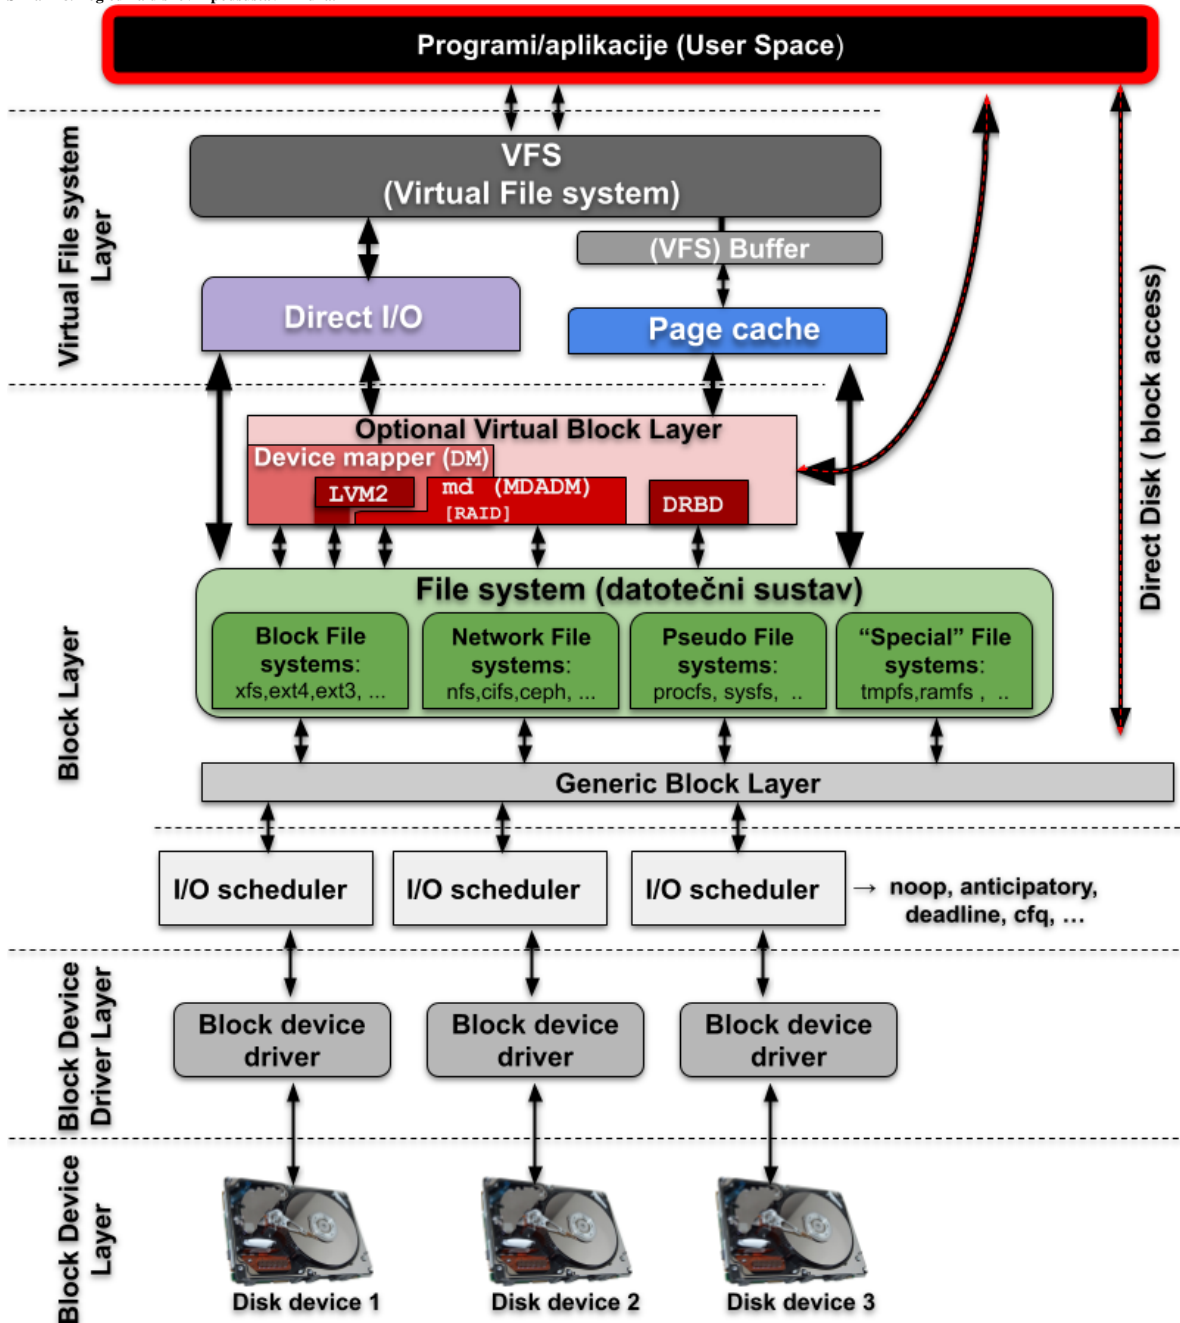 Programi/aplikacije (User Space)
Virtual File system
Layer
VFS
(Virtual File system)
(VFS) Buffer
Direct I/O
Page cache
Direct Disk ( block access)
Optional Virtual Block Layer
Device mapper (DM)
LVM2
md (MDADM)
[RAID]
DRBD
Block Layer
File system (datotečni sustav)
Block File
systems:
xfs,ext4,ext3, ...
Network File
systems:
nfs,cifs,ceph, ...
Pseudo File
systems:
procfs, sysfs, ..
“Special” File
systems:
tmpfs,ramfs , ..
Generic Block Layer
I/O scheduler
I/O scheduler
I/O scheduler
→ noop, anticipatory,
deadline, cfq, ...
Block Device
Driver Layer
Block device
driver
Block device
driver
Block device
driver
Block Device
Layer
Disk device 1
Disk device 2
Disk device 3